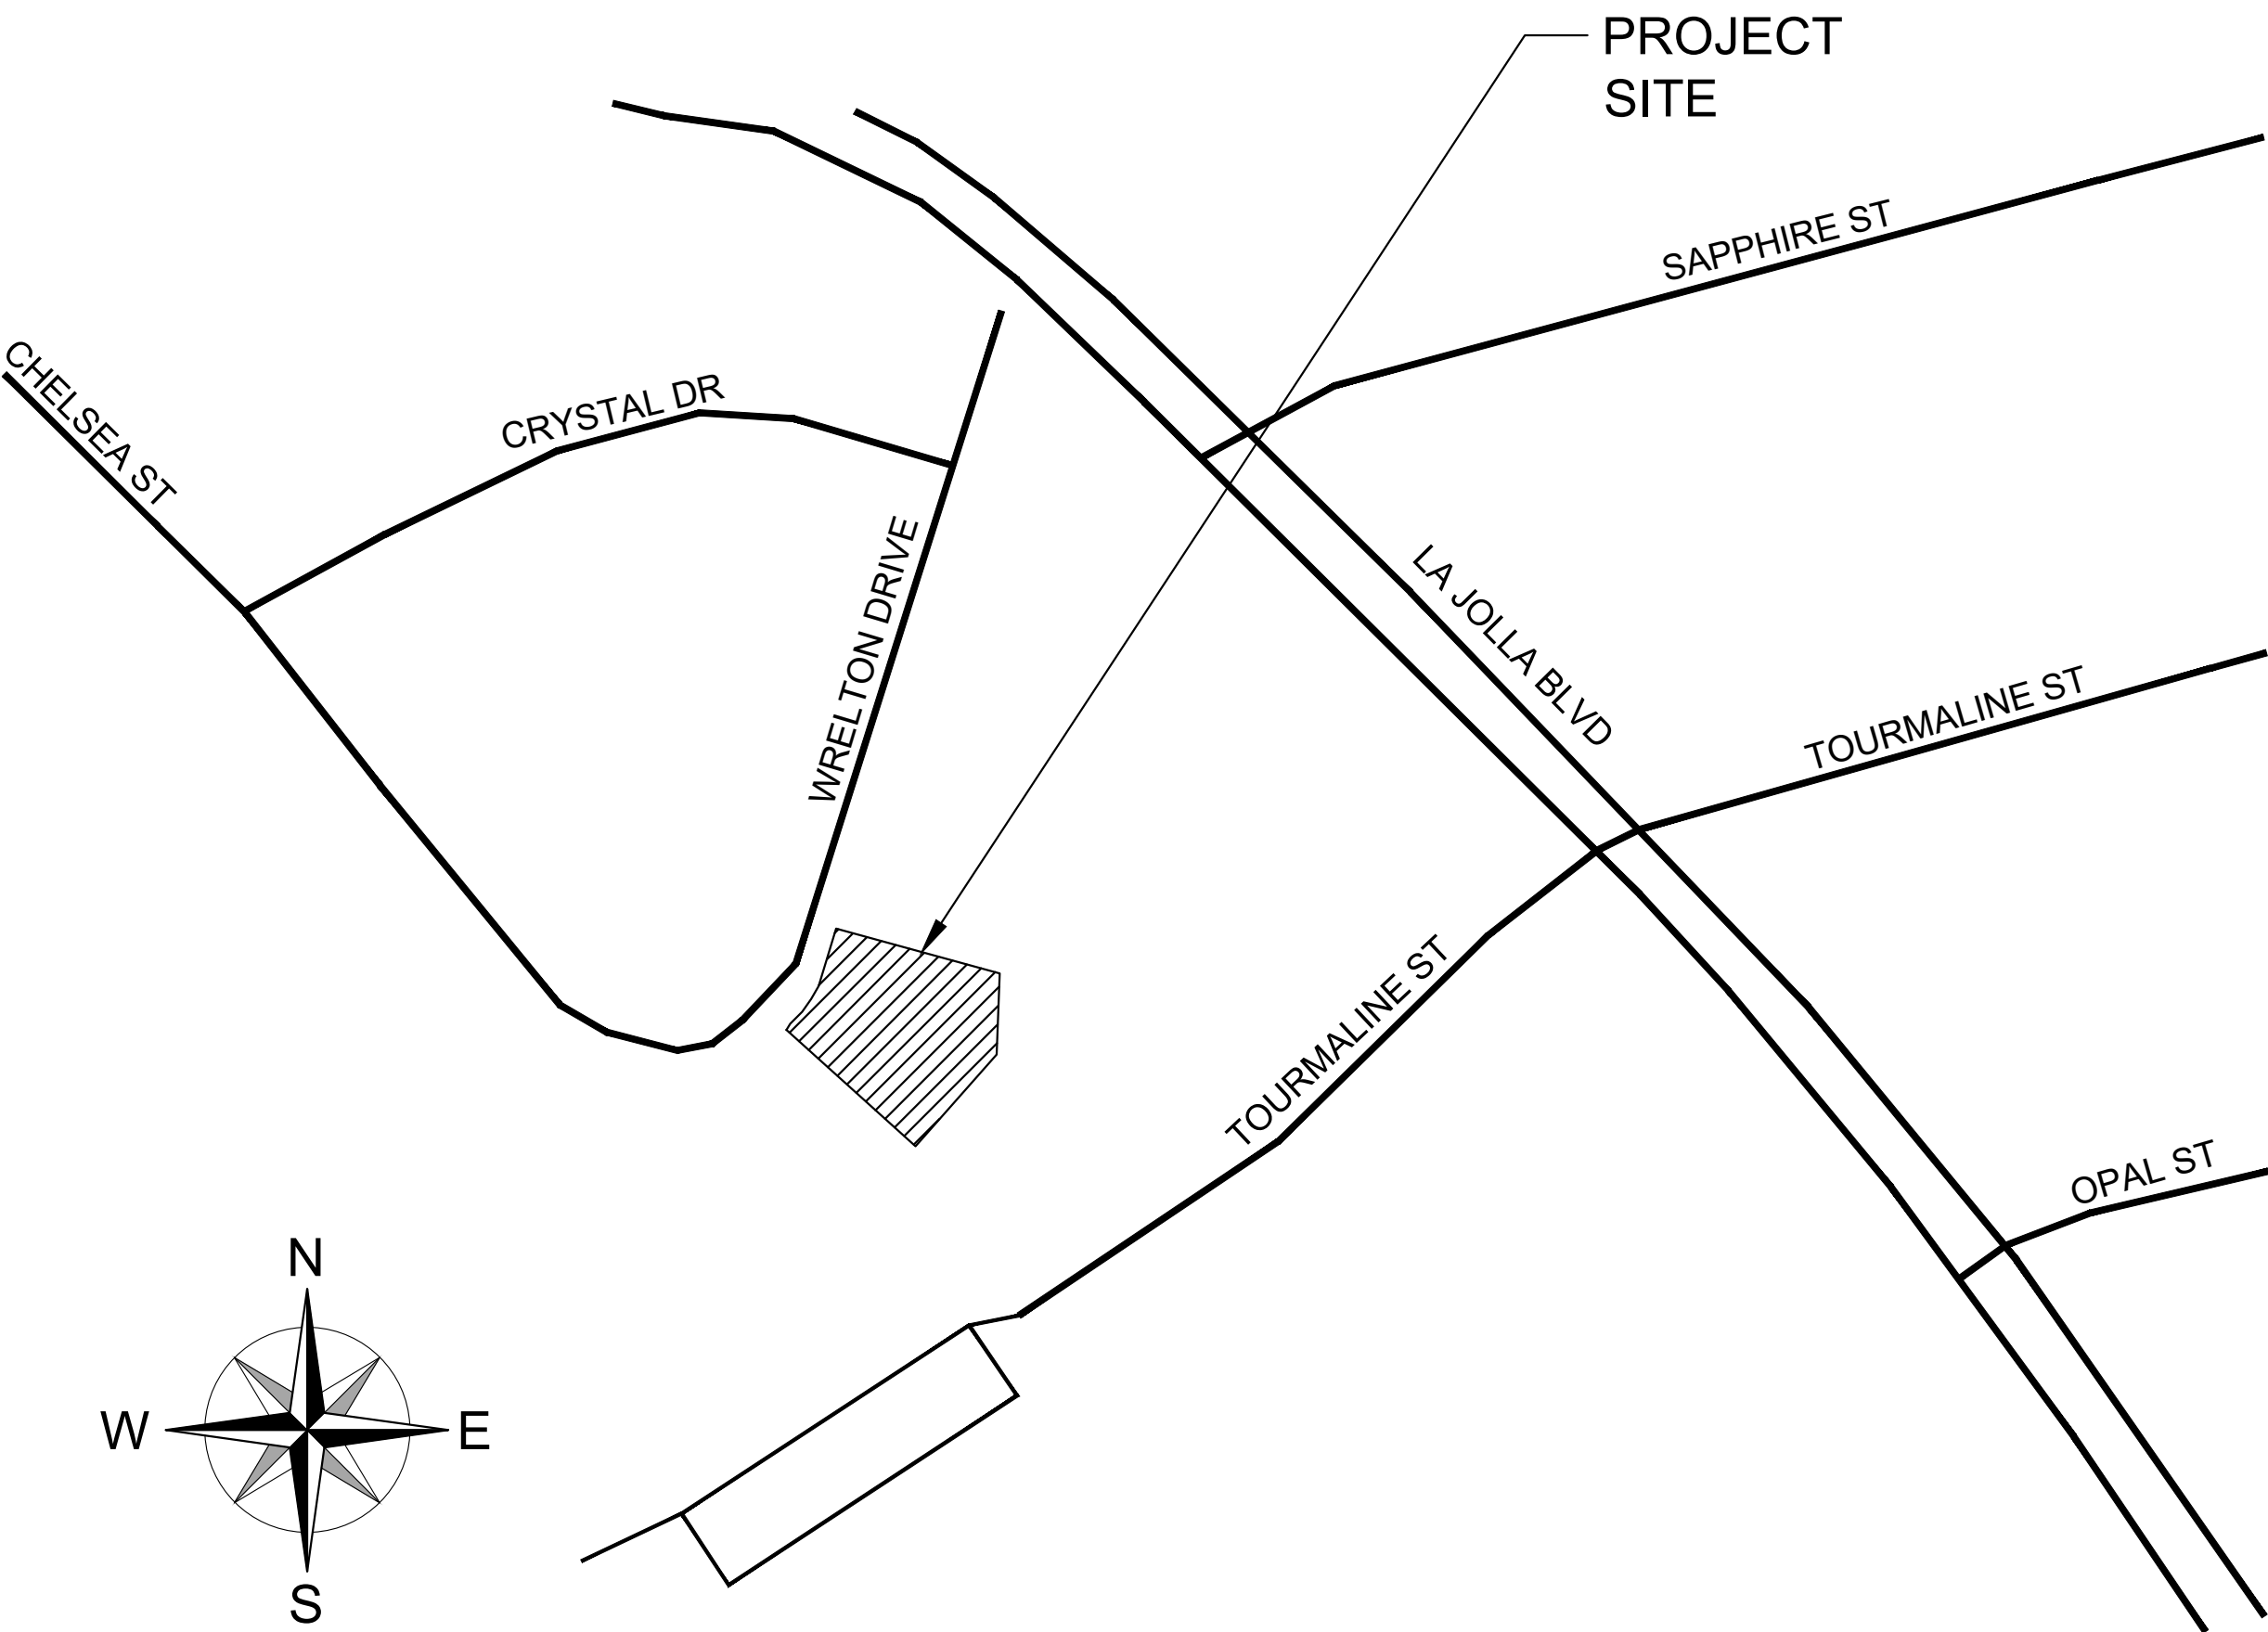 PROJECT
SITE
SAPPHIRE ST
CHELSEA ST
CRYSTAL DR
WRELTON DRIVE
LA JOLLA BLVD
TOURMALINE ST
TOURMALINE ST
OPAL ST
N
W
E
S